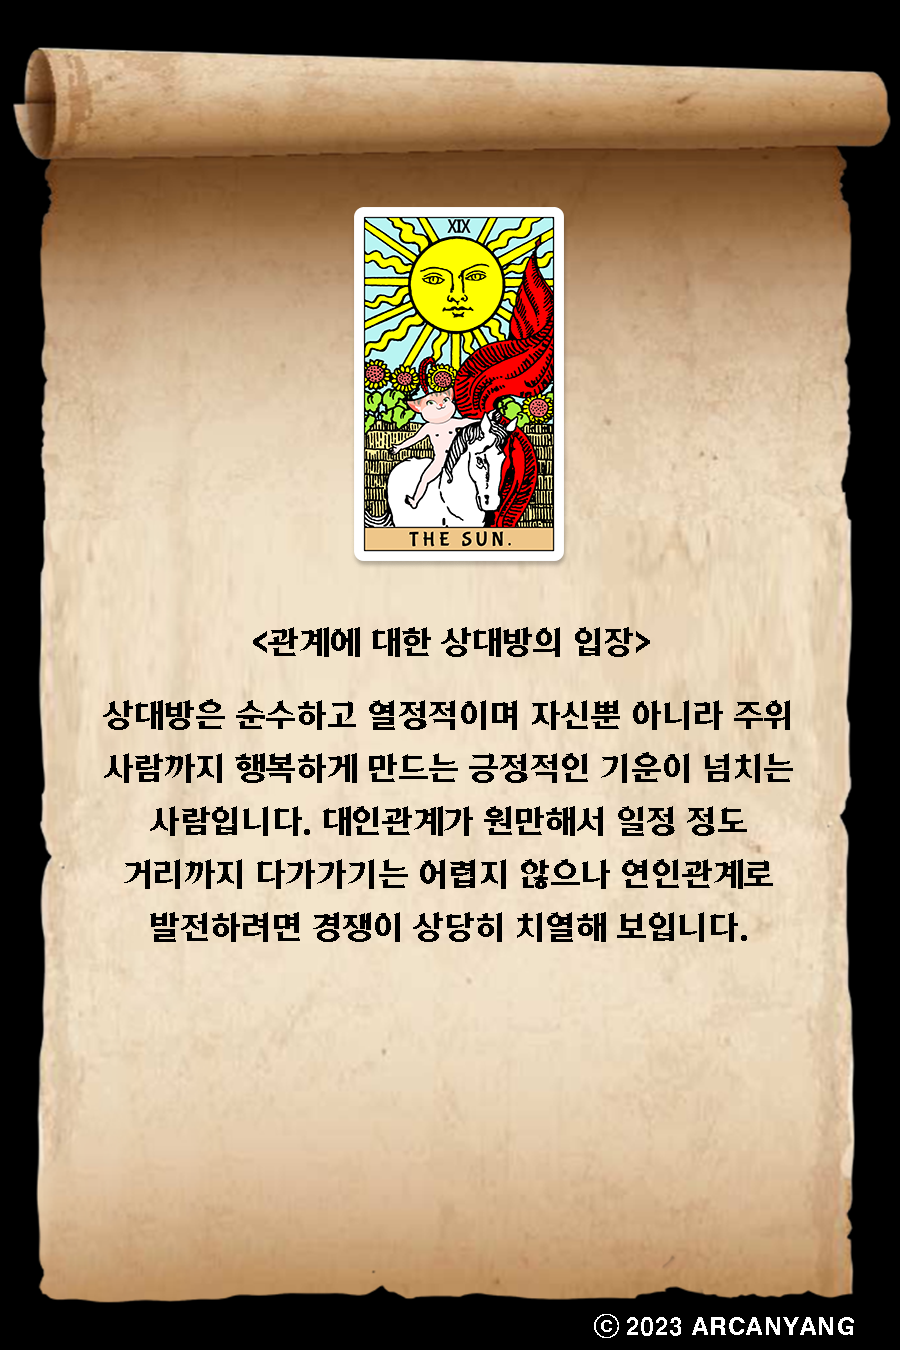 XIX
THE SUN.
<관계에 대한 상대방의 입장>
상대방은 순수하고 열정적이며 자신뿐 아니라 주위
사람까지 행복하게 만드는 긍정적인 기운이 넘치는
사람입니다. 대인관계가 원만해서 일정 정도
거리까지 다가가기는 어렵지 않으나 연인관계로
발전하려면 경쟁이 상당히 치열해 보입니다.
ⓒ 2023 ARCANYANG